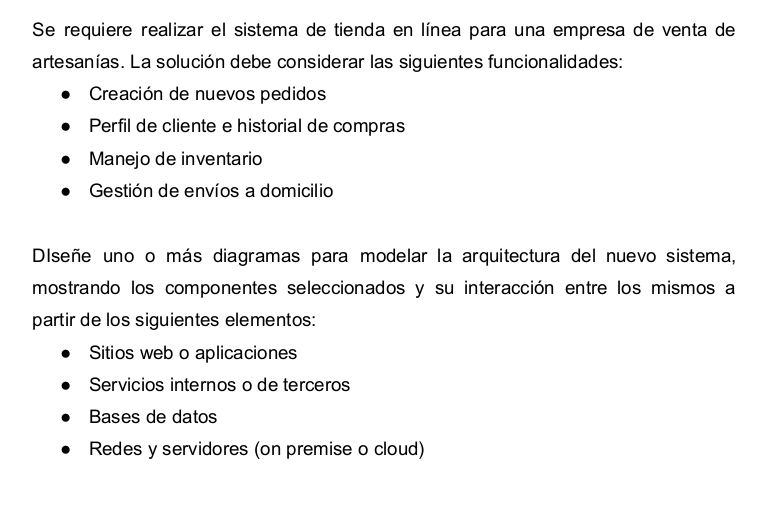 Se requiere realizar el sistema de tienda en línea para una empresa de venta de
artesanías. La solución debe considerar las siguientes funcionalidades:
● Creación de nuevos pedidos
● Perfil de cliente e historial de compras
● Manejo de inventario
● Gestión de envíos a domicilio
DIseñe uno o más diagramas para modelar la arquitectura del nuevo sistema,
mostrando los componentes seleccionados y su interacción entre los mismos a
partir de los siguientes elementos:
● Sitios web o aplicaciones
● Servicios internos o de terceros
● Bases de datos
● Redes y servidores (on premise o cloud)